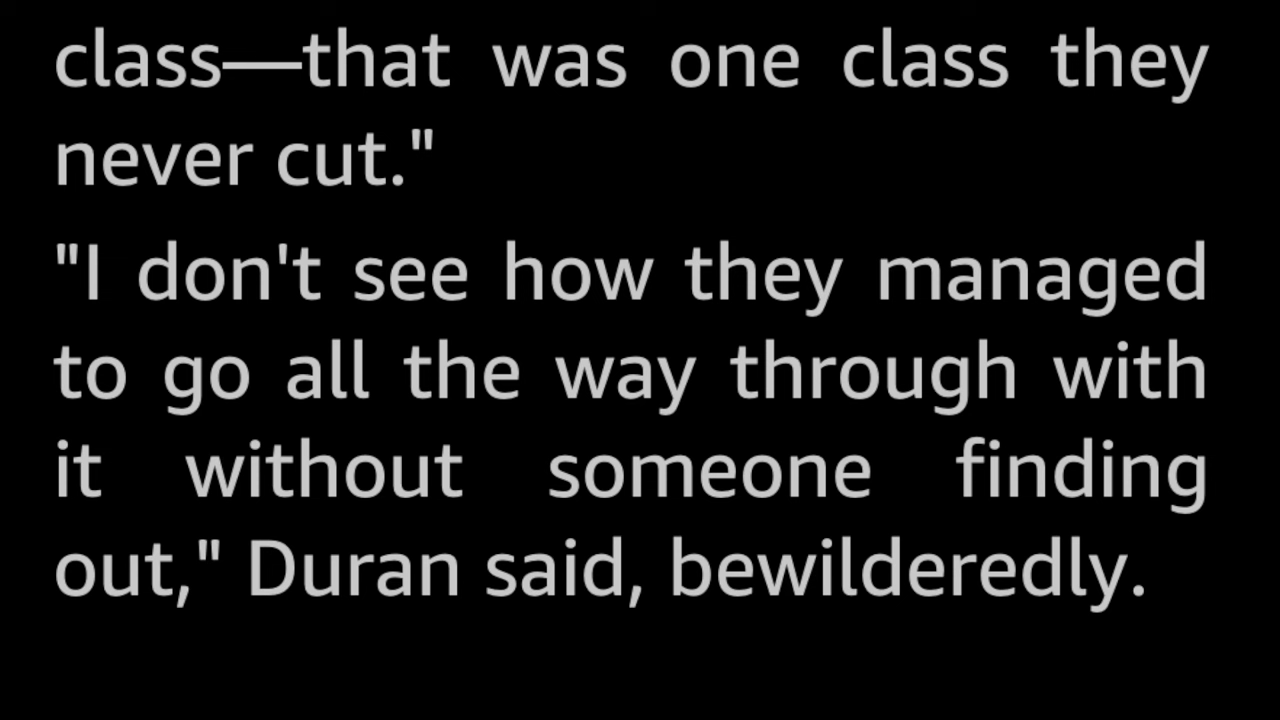 class—that was one class they
never cut."
"I don't see how they managed
to go all the way through with
it without someone finding
out," Duran said, bewilderedly.